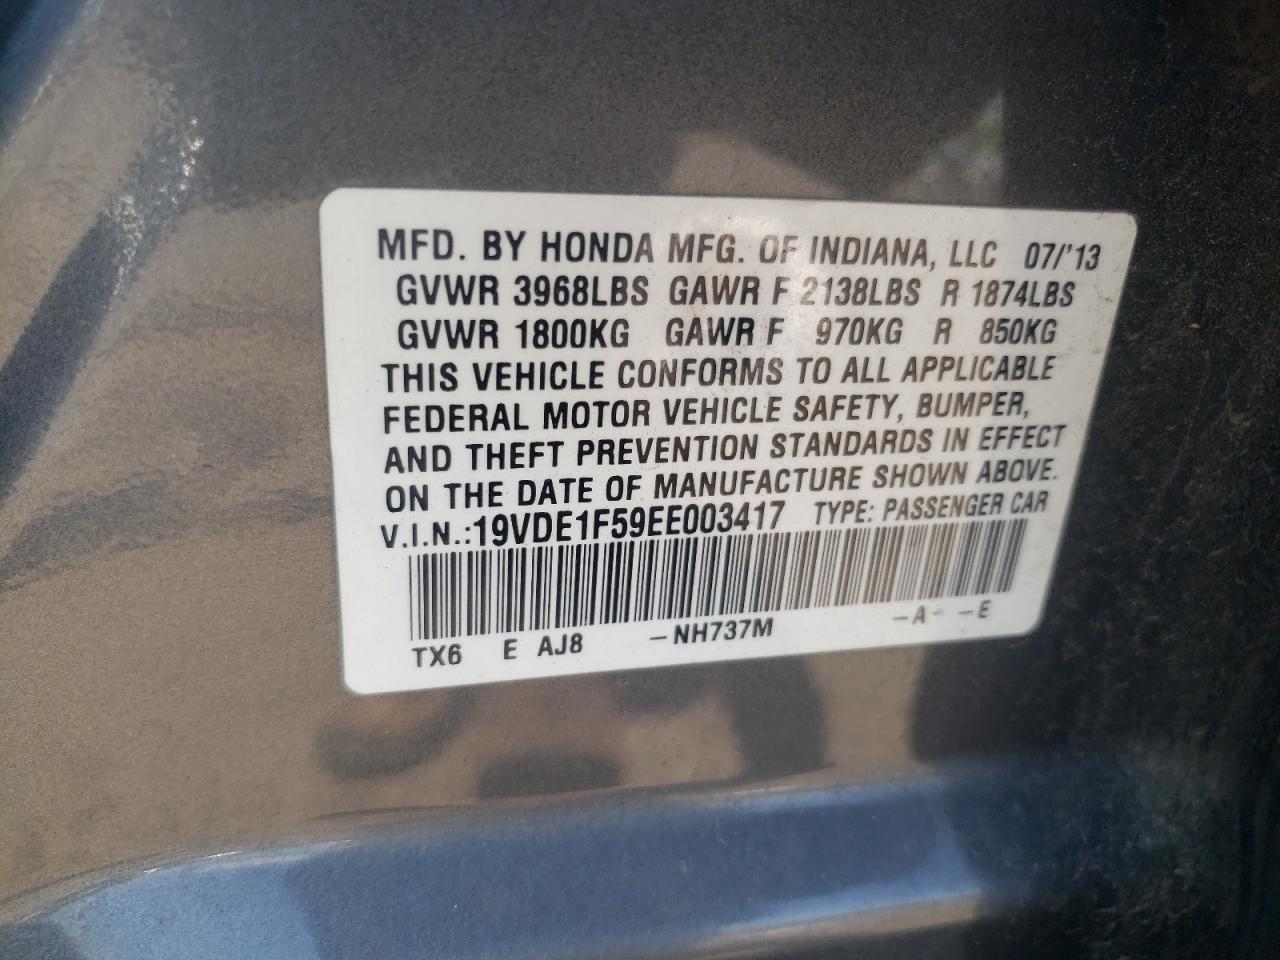 MFD. BY HONDA MFG. OF INDIANA, LLC 07/'13
GVWR 3968LBS GAWR F 2138LBS R 1874LBS
GVWR 1800KG GAWR F 970KG R 850KG
THIS VEHICLE CONFORMS TO ALL APPLICABLE
FEDERAL MOTOR VEHICLE SAFETY, BUMPER,
AND THEFT PREVENTION STANDARDS IN EFFECT
ON THE DATE OF MANUFACTURE SHOWN ABOVE.
V.I.N.:19VDE1F59EE003417 TYPE: PASSENGER CAR
TX6 E AJ8 -NH737M -A- -E